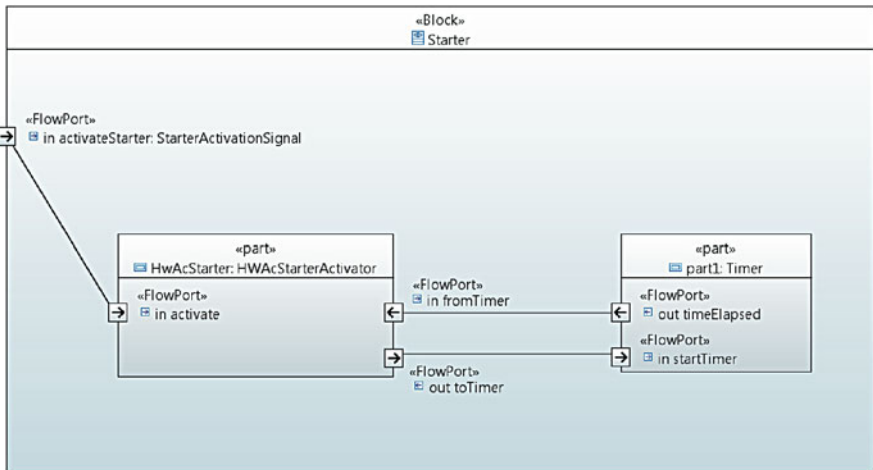 «Block»
Starter
«FlowPort»
in activateStarter: StarterActivationSignal
«part»
HwAcStarter: HWAcStarterActivator
«FlowPort»
in activate
«FlowPort»
in fromTimer
«FlowPort»
out toTimer
«part»
part1: Timer
«FlowPort»
out timeElapsed
«FlowPort»
in startTimer